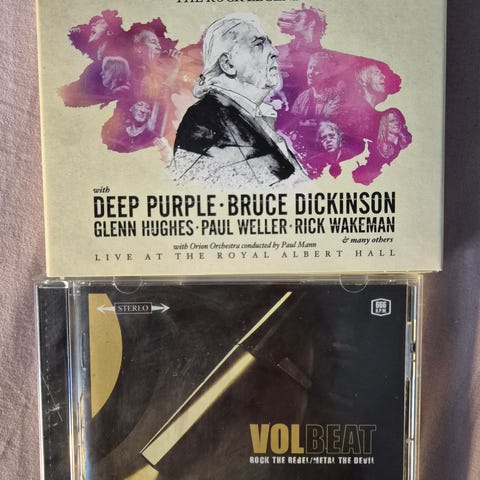 with
DEEP PURPLE · BRUCE DICKINSON
GLENN HUGHES · PAUL WELLER · RICK WAKEMAN
& many others
with Orion Orchestra conducted by Paul Mann
LIVE AT THE ROYAL ALBERT HALL
STEREO
666
R.P.M
VOLBEAT
ROCK THE REBEL/METAL THE DEVIL